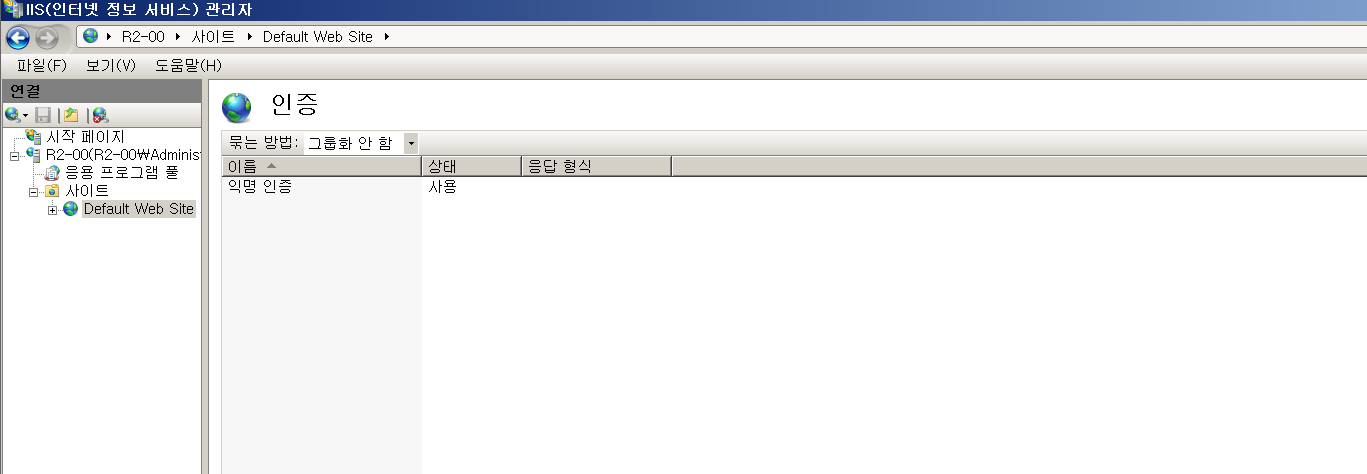 IIS(인터넷 정보 서비스) 관리자
R2-00 사이트 Default Web Site
파일(F) 보기(V) 도움말(H)
연결
시작 페이지
R2-00(R2-00₩Adminis
응용 프로그램 풀
사이트
Default Web Site
인증
묶는 방법: 그룹화 안 함
이름 상태 응답 형식
익명 인증 사용